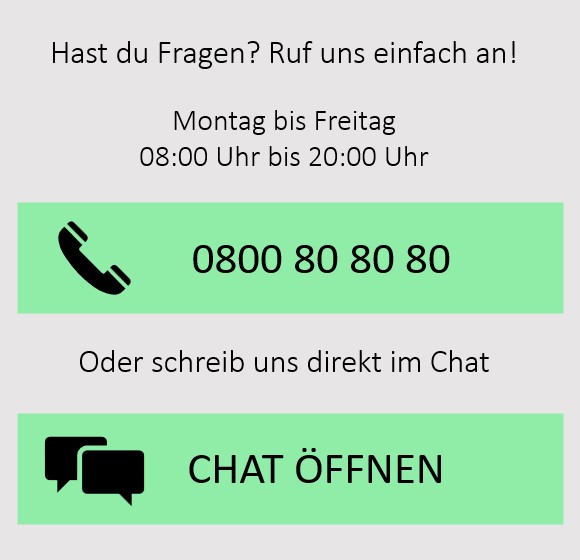 Hast du Fragen? Ruf uns einfach an!
Montag bis Freitag
08:00 Uhr bis 20:00 Uhr
0800 80 80 80
Oder schreib uns direkt im Chat
CHAT ÖFFNEN